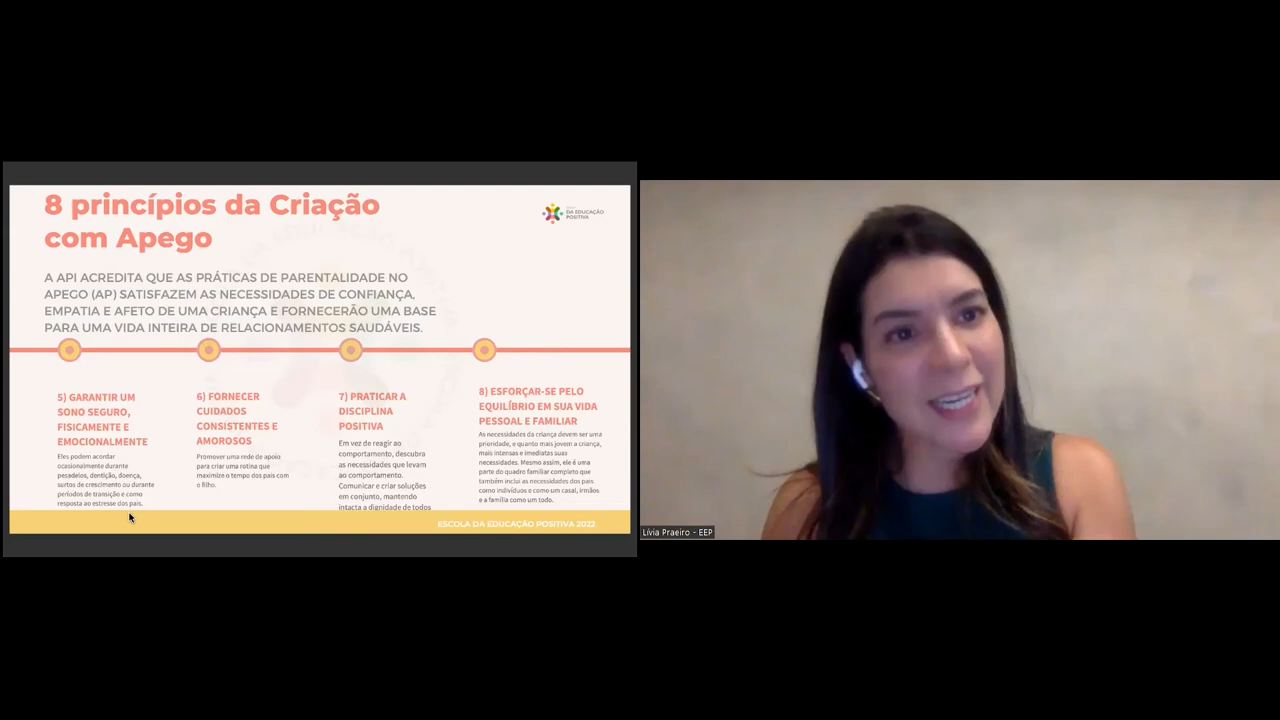 8 princípios da Criação
com Apego
DA EDUCAÇÃO
POSITIVA
A API ACREDITA QUE AS PRÁTICAS DE PARENTALIDADE NO
APEGO (AP) SATISFAZEM AS NECESSIDADES DE CONFIANÇA,
EMPATIA E AFETO DE UMA CRIANÇA E FORNECERÃO UMA BASE
PARA UMA VIDA INTEIRA DE RELACIONAMENTOS SAUDÁVEIS.
5) GARANTIR UM
SONO SEGURO,
FISICAMENTE E
EMOCIONALMENTE
Eles podem acordar
ocasionalmente durante
pesadelos, dentição, doença,
surtos de crescimento ou durante
períodos de transição e como
resposta ao estresse dos pais.
6) FORNECER
CUIDADOS
CONSISTENTES E
AMOROSOS
Promover uma rede de apoio
para criar uma rotina que
maximize o tempo dos pais com
o filho.
7) PRATICAR A
DISCIPLINA
POSITIVA
Em vez de reagir ao
comportamento, descubra
as necessidades que levam
ao comportamento.
Comunicar e criar soluções
em conjunto, mantendo
intacta a dignidade de todos
8) ESFORÇAR-SE PELO
EQUILÍBRIO EM SUA VIDA
PESSOAL E FAMILIAR
As necessidades da criança devem ser uma
prioridade, e quanto mais jovem a criança,
mais intensas e imediatas suas
necessidades. Mesmo assim, ele é uma
parte do quadro familiar completo que
também inclui as necessidades dos pais
como indivíduos e como um casal, irmãos
e a família como um todo.
ESCOLA DA EDUCAÇÃO POSITIVA 2022
Lívia Praeiro - EEP